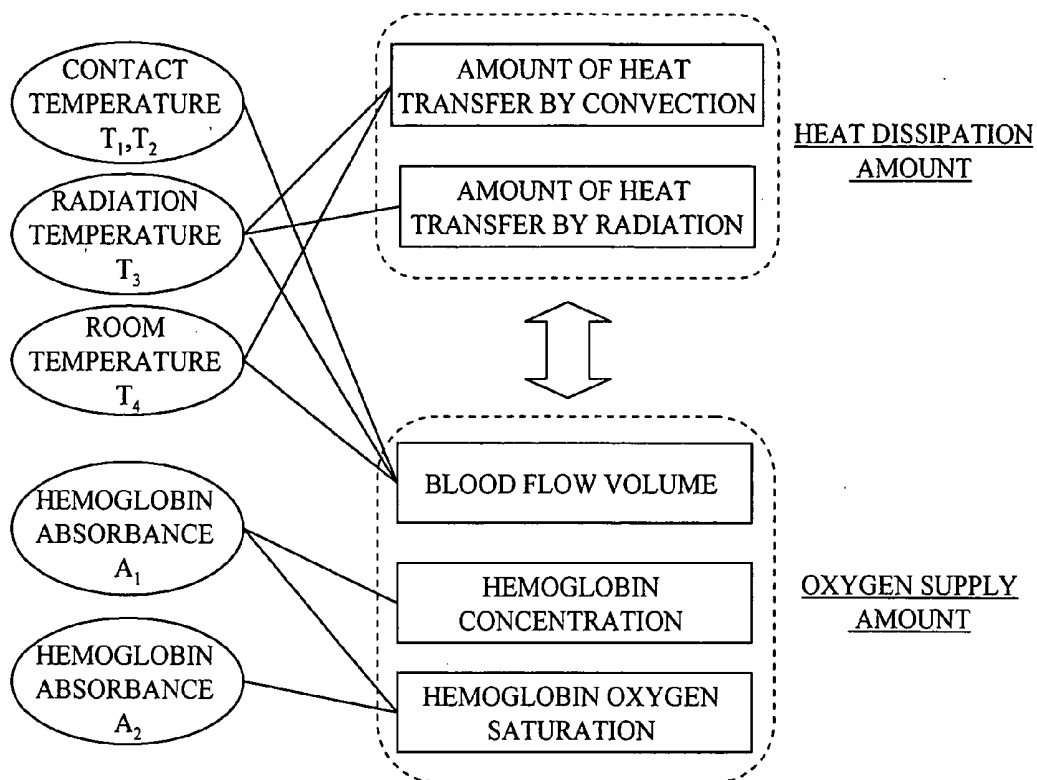 CONTACT
TEMPERATURE
T₁,T₂
RADIATION
TEMPERATURE
T₃
ROOM
TEMPERATURE
T₄
HEMOGLOBIN
ABSORBANCE
A₁
HEMOGLOBIN
ABSORBANCE
A₂
AMOUNT OF HEAT
TRANSFER BY CONVECTION
AMOUNT OF HEAT
TRANSFER BY RADIATION
HEAT DISSIPATION
AMOUNT
BLOOD FLOW VOLUME
HEMOGLOBIN
CONCENTRATION
HEMOGLOBIN OXYGEN
SATURATION
OXYGEN SUPPLY
AMOUNT